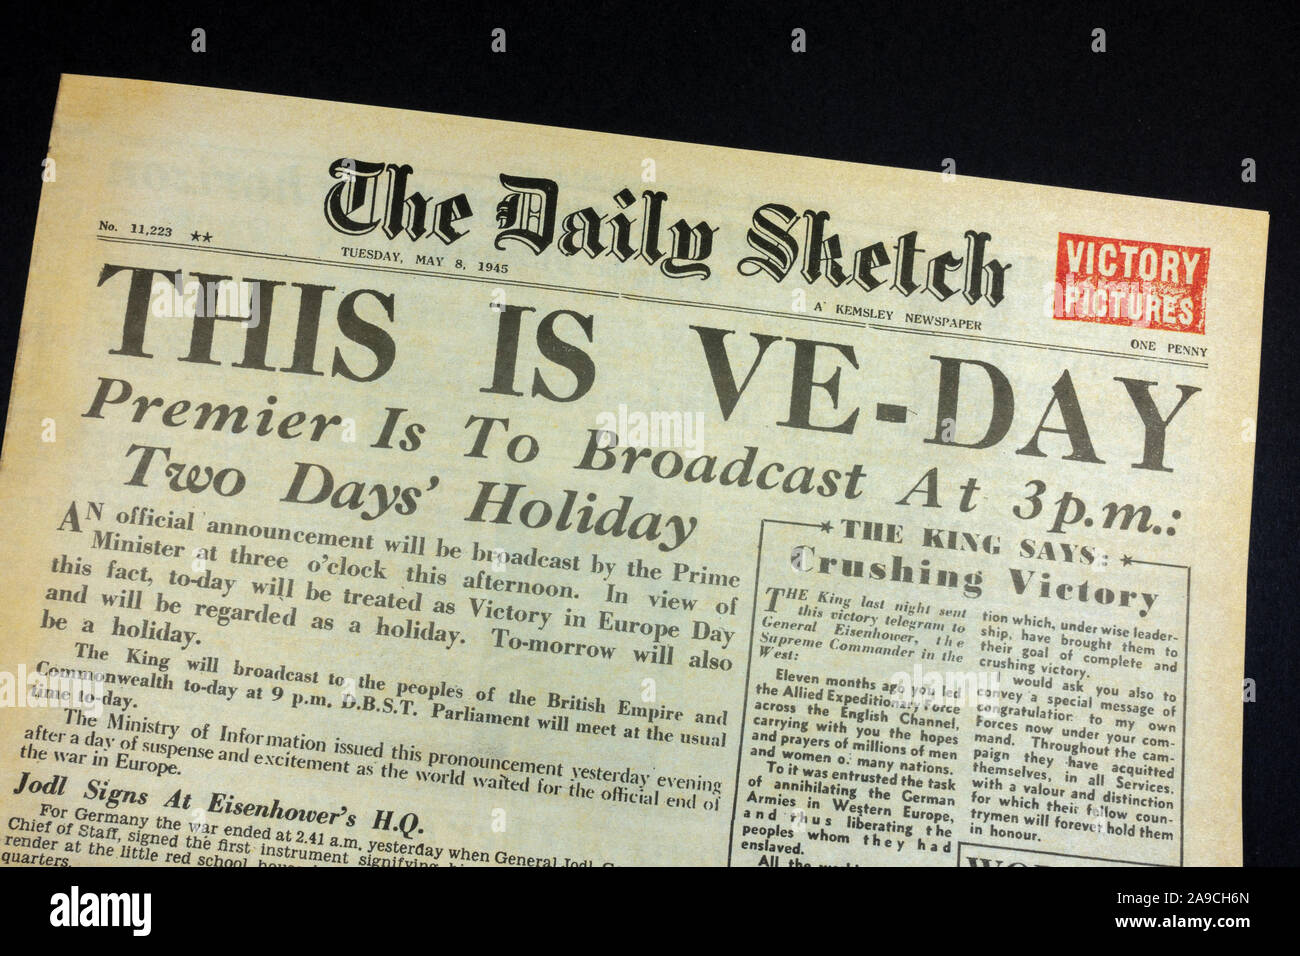 The Daily Sketch
No. 11,223 ★★
TUESDAY, MAY 8, 1945
A KEMSLEY NEWSPAPER
VICTORY
PICTURES
ONE PENNY
THIS IS VE-DAY
Premier Is To Broadcast At 3 p.m.:
Two Days' Holiday
AN official announcement will be broadcast by the Prime
Minister at three o'clock this afternoon. In view of
this fact, to-day will be treated as Victory in Europe Day
and will be regarded as a holiday. To-morrow will also
be a holiday.
The King will broadcast to the peoples of the British Empire and
Commonwealth to-day at 9 p.m. D.B.S.T. Parliament will meet at the usual
time to-day.
The Ministry of Information issued this pronouncement yesterday evening
after a day of suspense and excitement as the world waited for the official end of
the war in Europe.
Jodl Signs At Eisenhower's H.Q.
For Germany the war ended at 2.41 a.m. yesterday when General Jodl
Chief of Staff, signed the first instrument signifying
render at the little red school
quarters.
★ THE KING SAYS: ★
Crushing Victory
THE King last night sent
this victory telegram to
General Eisenhower, the
Supreme Commander in the
West:
Eleven months ago you led
the Allied Expeditionary Force
across the English Channel,
carrying with you the hopes
and prayers of millions of men
and women of many nations.
To it was entrusted the task
of annihilating the German
Armies in Western Europe,
and thus liberating the
peoples whom they had
enslaved.
All the
tion which, under wise leader-
ship, have brought them to
their goal of complete and
crushing victory.
I would ask you also to
convey a special message of
congratulation to my own
Forces now under your com-
mand. Throughout the cam-
paign they have acquitted
themselves, in all Services,
with a valour and distinction
for which their fellow coun-
trymen will forever hold them
in honour.
alamy
Image ID: 2A9CH6N
www.alamy.com